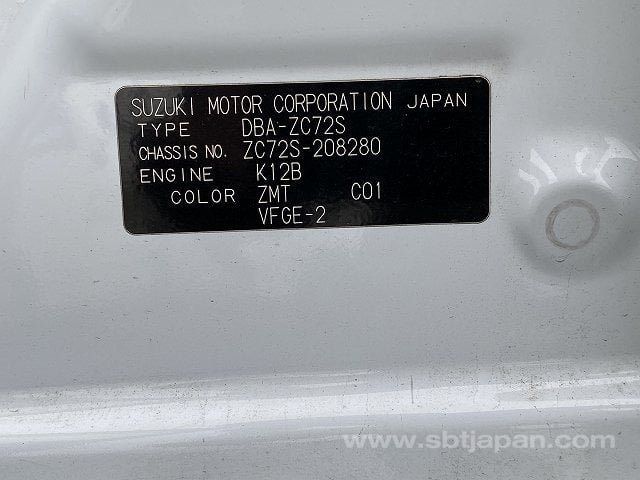 SUZUKI MOTOR CORPORATION JAPAN
TYPE DBA-ZC72S
CHASSIS NO. ZC72S-208280
ENGINE K12B
COLOR ZMT C01
VFGE-2
www.sbtjapan.com